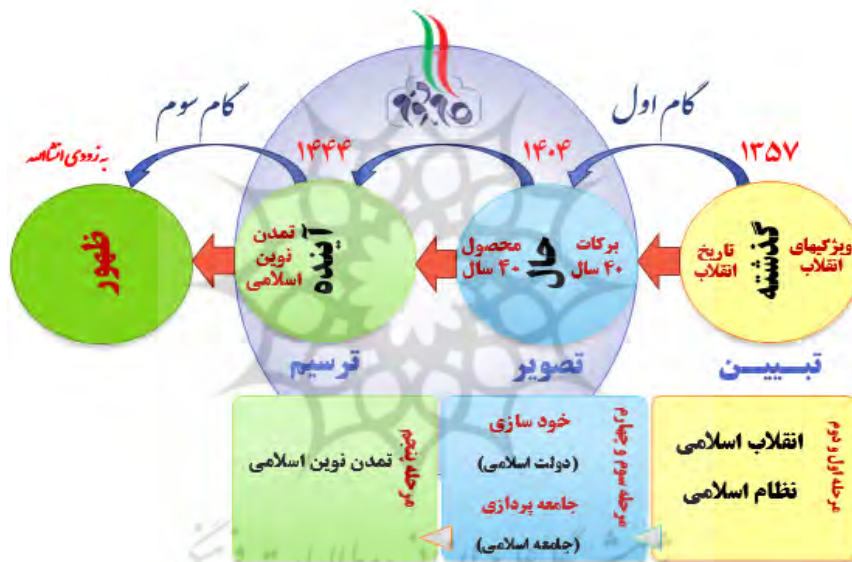 گام اول
گام سوم
۱۳۵۷
۱۴۰۴
۱۴۴۴
به زودی انشاالله
ویژگیهای انقلاب
گذشته
تاریخ انقلاب
برکات ۴۰ سال
حال
محصول ۴۰ سال
آینده
تمدن نوین اسلامی
ظهور
تبیین
تصویر
ترسیم
مرحله اول و دوم
انقلاب اسلامی
نظام اسلامی
مرحله سوم و چهارم
خود سازی
(دولت اسلامی)
جامعه پردازی
(جامعه اسلامی)
مرحله پنجم
تمدن نوین اسلامی